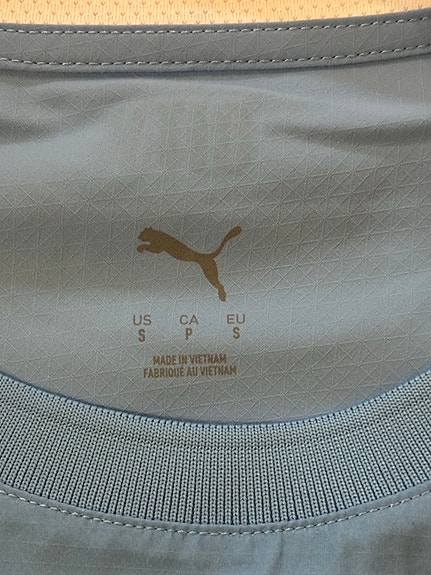 US CA EU
S P S
MADE IN VIETNAM
FABRIQUÉ AU VIETNAM